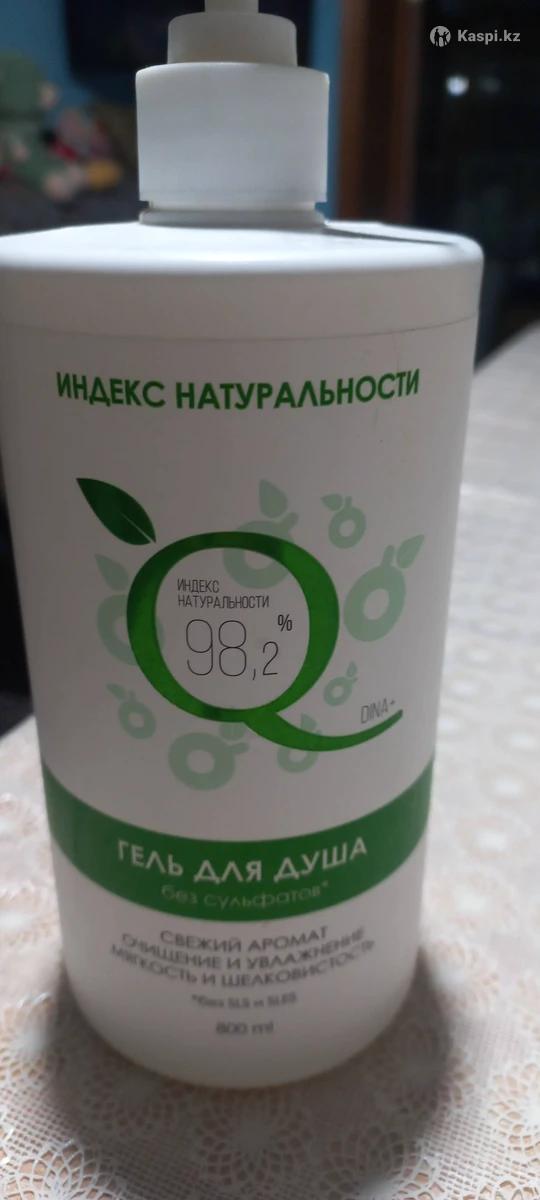 Kaspi.kz
ИНДЕКС НАТУРАЛЬНОСТИ
ИНДЕКС
НАТУРАЛЬНОСТИ
98,2%
DINA+
ГЕЛЬ ДЛЯ ДУША
без сульфатов*
СВЕЖИЙ АРОМАТ
ОЧИЩЕНИЕ И УВЛАЖНЕНИЕ
МЯГКОСТЬ И ШЕЛКОВИСТОСТЬ
*без SLS и SLES
800 ml